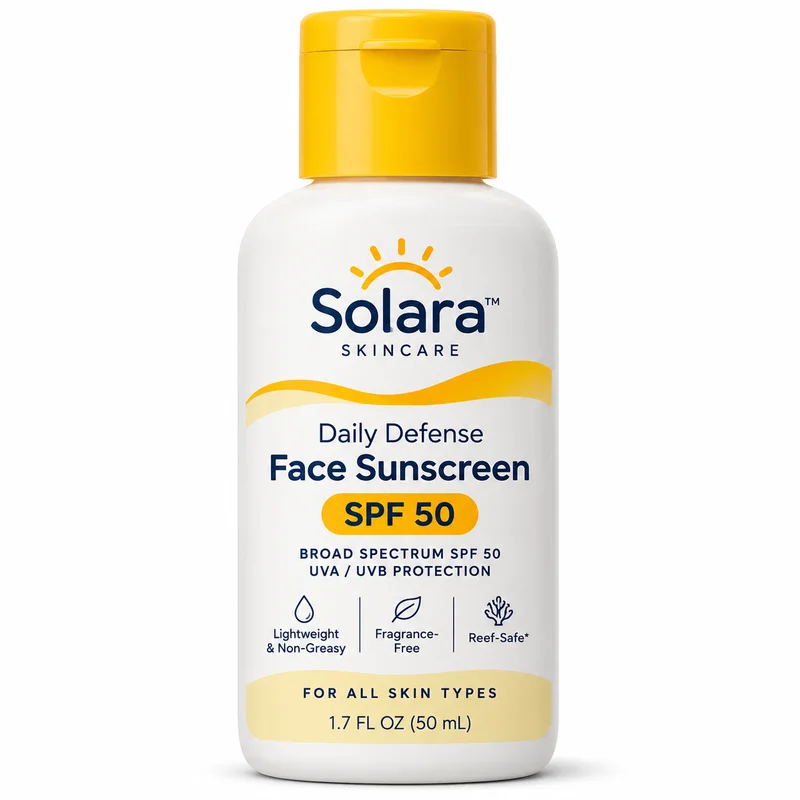 Solara™
SKINCARE
Daily Defense
Face Sunscreen
SPF 50
BROAD SPECTRUM SPF 50
UVA / UVB PROTECTION
Lightweight
& Non-Greasy
Fragrance-
Free
Reef-Safe*
FOR ALL SKIN TYPES
1.7 FL OZ (50 mL)